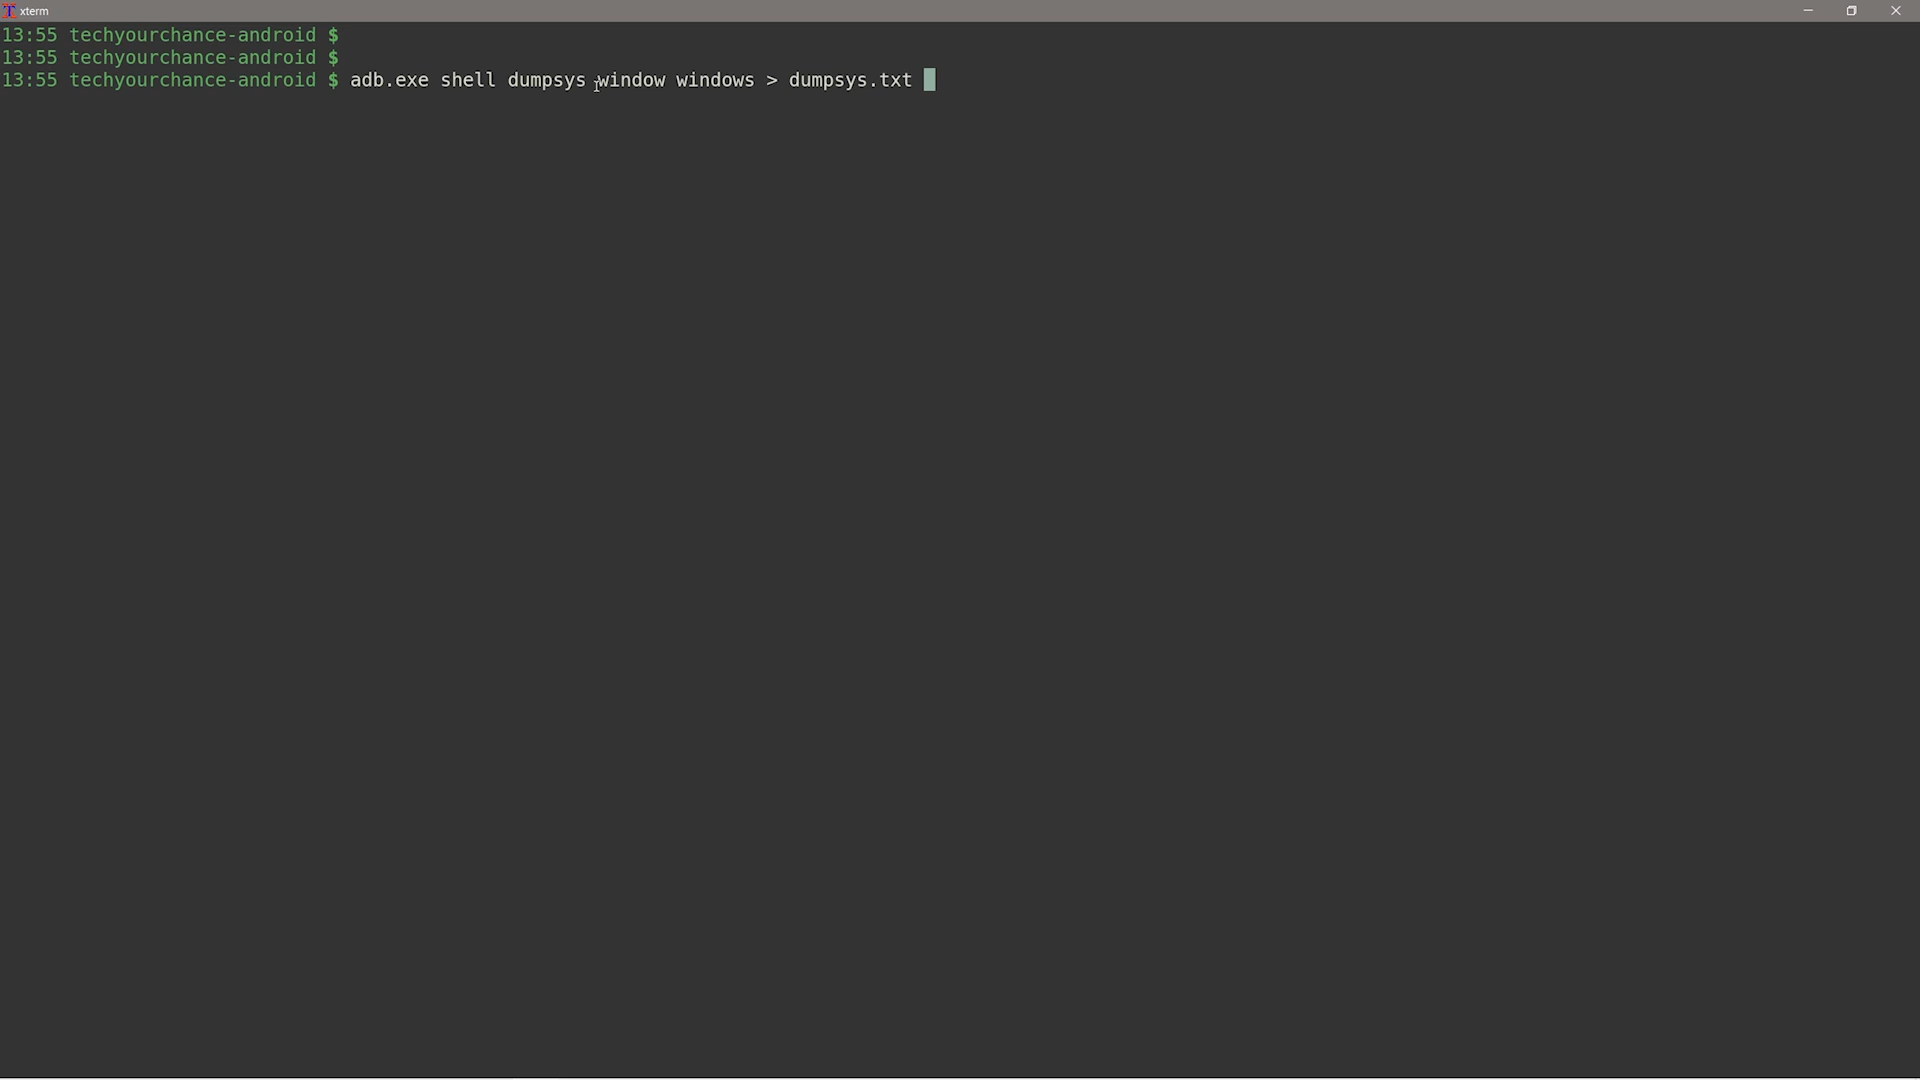 xterm
13:55 techyourchance-android $
13:55 techyourchance-android $
13:55 techyourchance-android $ adb.exe shell dumpsys window windows > dumpsys.txt